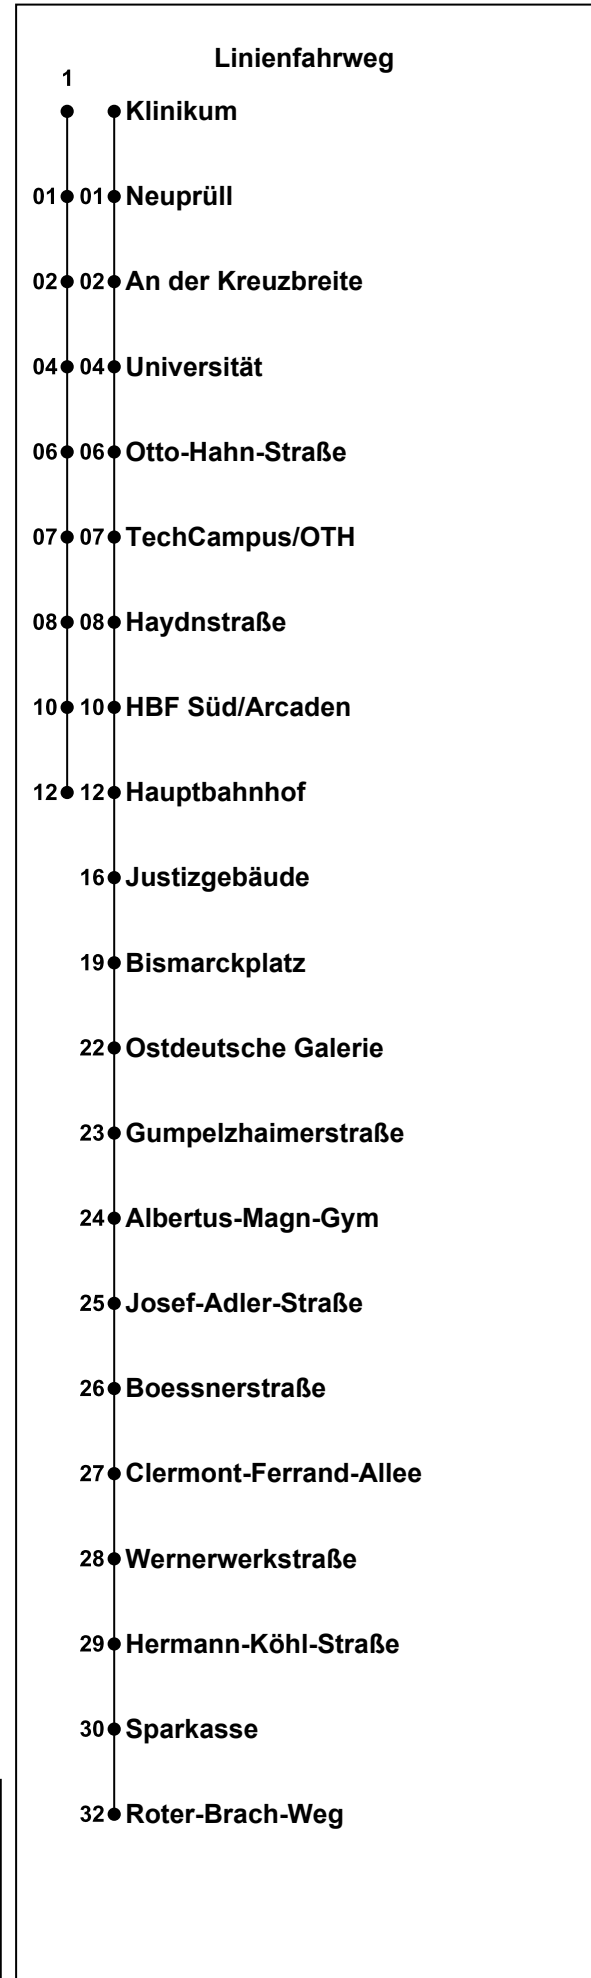 Linienfahrweg
1
Klinikum
01 01 Neuprüll
02 02 An der Kreuzbreite
04 04 Universität
06 06 Otto-Hahn-Straße
07 07 TechCampus/OTH
08 08 Haydnstraße
10 10 HBF Süd/Arcaden
12 12 Hauptbahnhof
16 Justizgebäude
19 Bismarckplatz
22 Ostdeutsche Galerie
23 Gumpelzhaimerstraße
24 Albertus-Magn-Gym
25 Josef-Adler-Straße
26 Boessnerstraße
27 Clermont-Ferrand-Allee
28 Wernerwerkstraße
29 Hermann-Köhl-Straße
30 Sparkasse
32 Roter-Brach-Weg